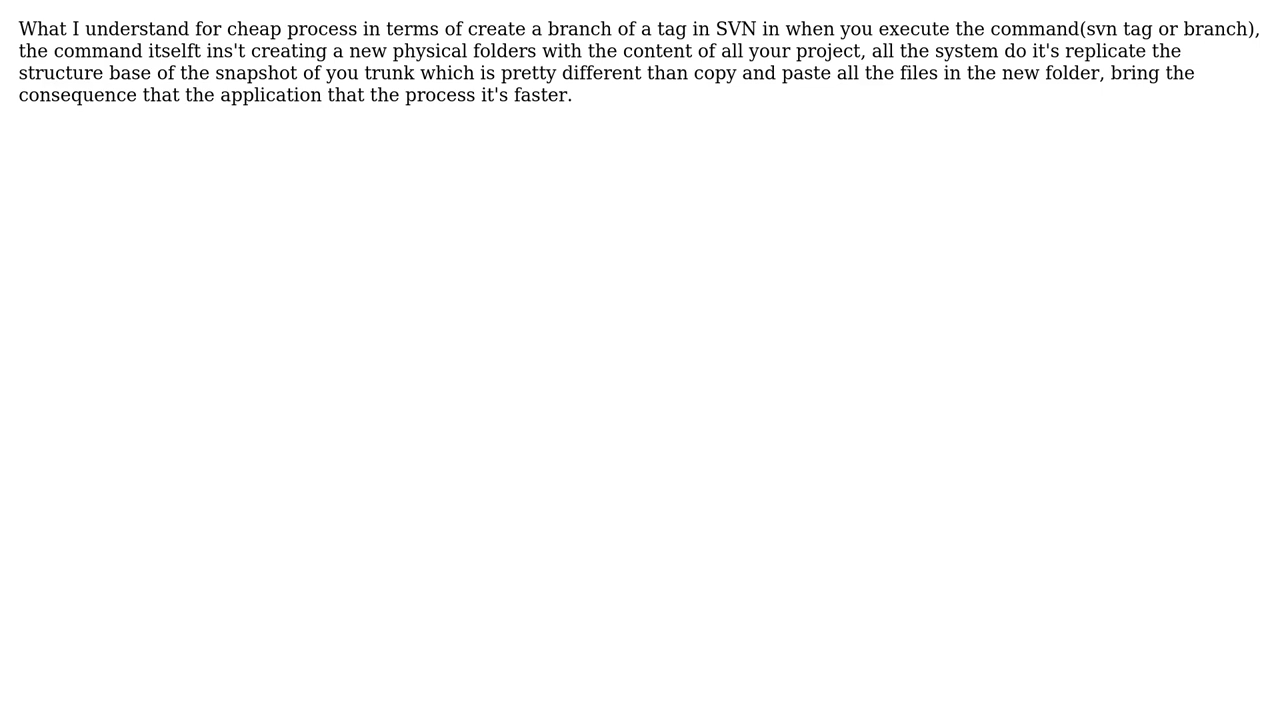 What I understand for cheap process in terms of create a branch of a tag in SVN in when you execute the command(svn tag or branch),
the command itselft ins't creating a new physical folders with the content of all your project, all the system do it's replicate the
structure base of the snapshot of you trunk which is pretty different than copy and paste all the files in the new folder, bring the
consequence that the application that the process it's faster.